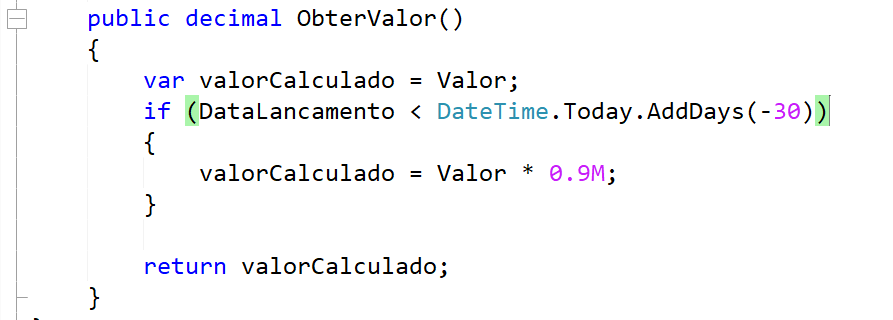 public decimal ObterValor()
{
    var valorCalculado = Valor;
    if (DataLancamento < DateTime.Today.AddDays(-30))
    {
        valorCalculado = Valor * 0.9M;
    }

    return valorCalculado;
}